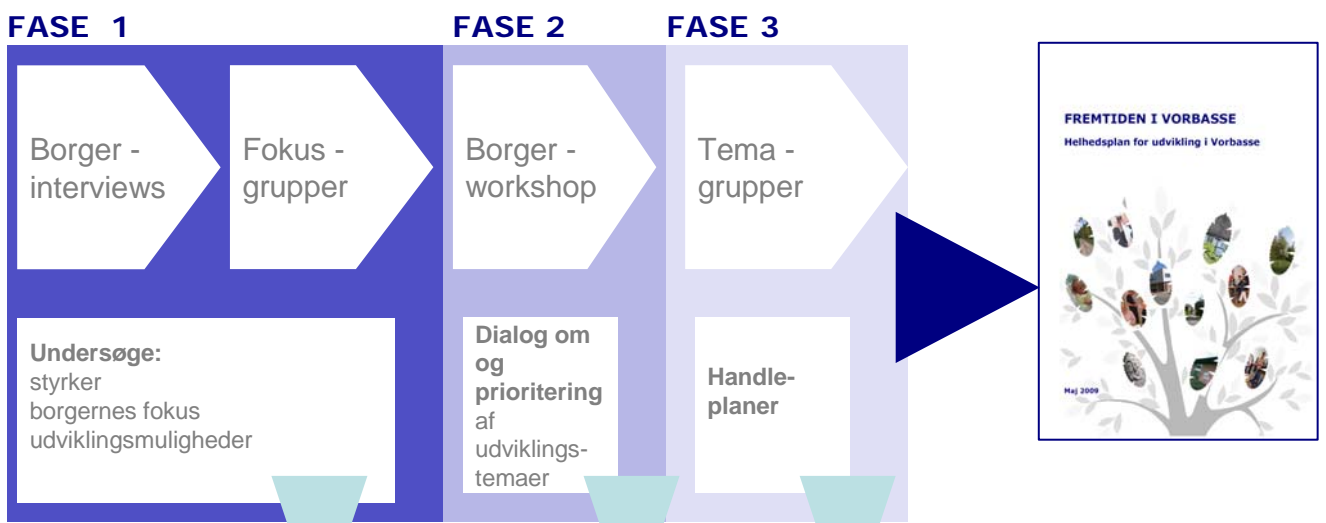 FASE 1
Borger -
interviews
Fokus -
grupper
Undersøge:
styrker
borgernes fokus
udviklingsmuligheder
FASE 2
Borger -
workshop
Dialog om
og
prioritering
af
udviklings-
temaer
FASE 3
Tema -
grupper
Handle-
planer
FREMTIDEN I VORBASSE
Helhedsplan for udvikling i Vorbasse
Maj 2009